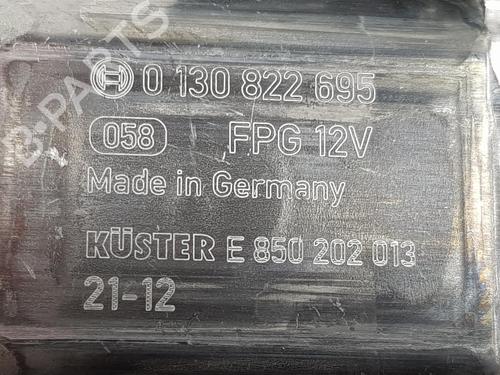 0 130 822 695
058 FPG 12V
Made in Germany
KÜSTER E 850 202 013
21-12
B-PARTS